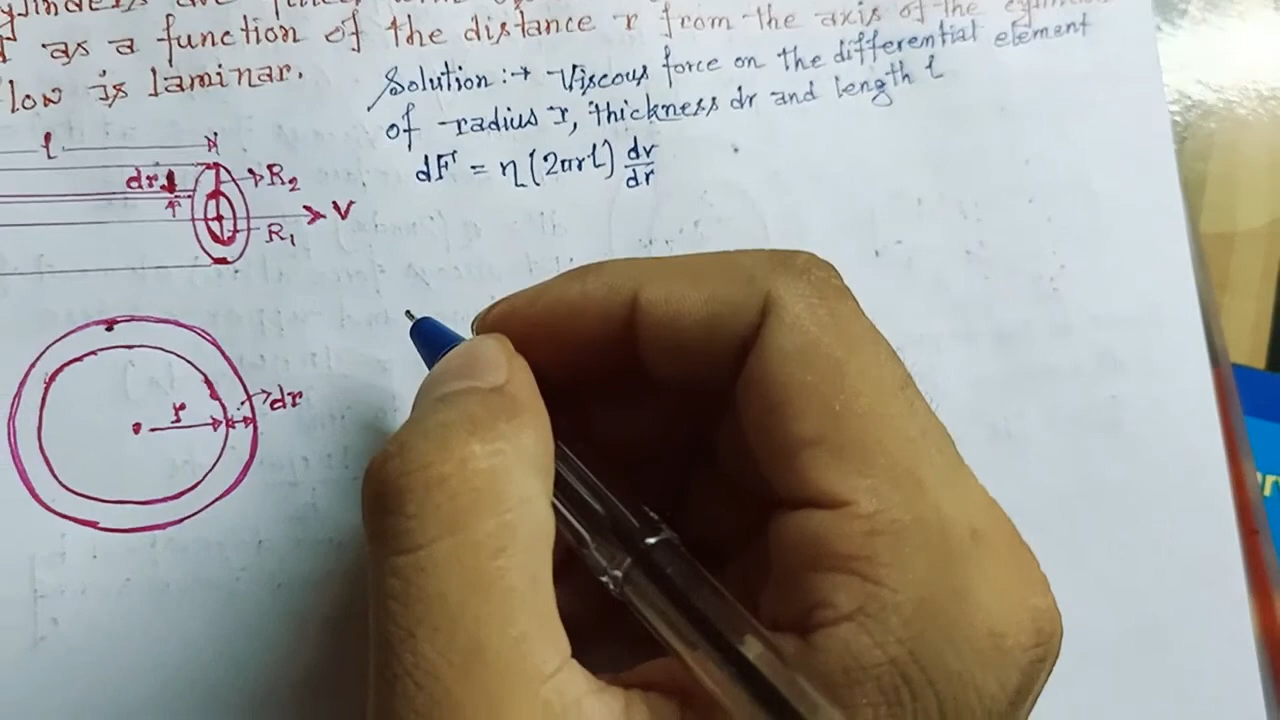 as a function of the distance r from the axis of the
low is laminar.
Solution :→ Viscous force on the differential element
of radius r, thickness dr and length l
dF = η(2πrl) dv/dr
l
dr
R₂
V
R₁
r
dr